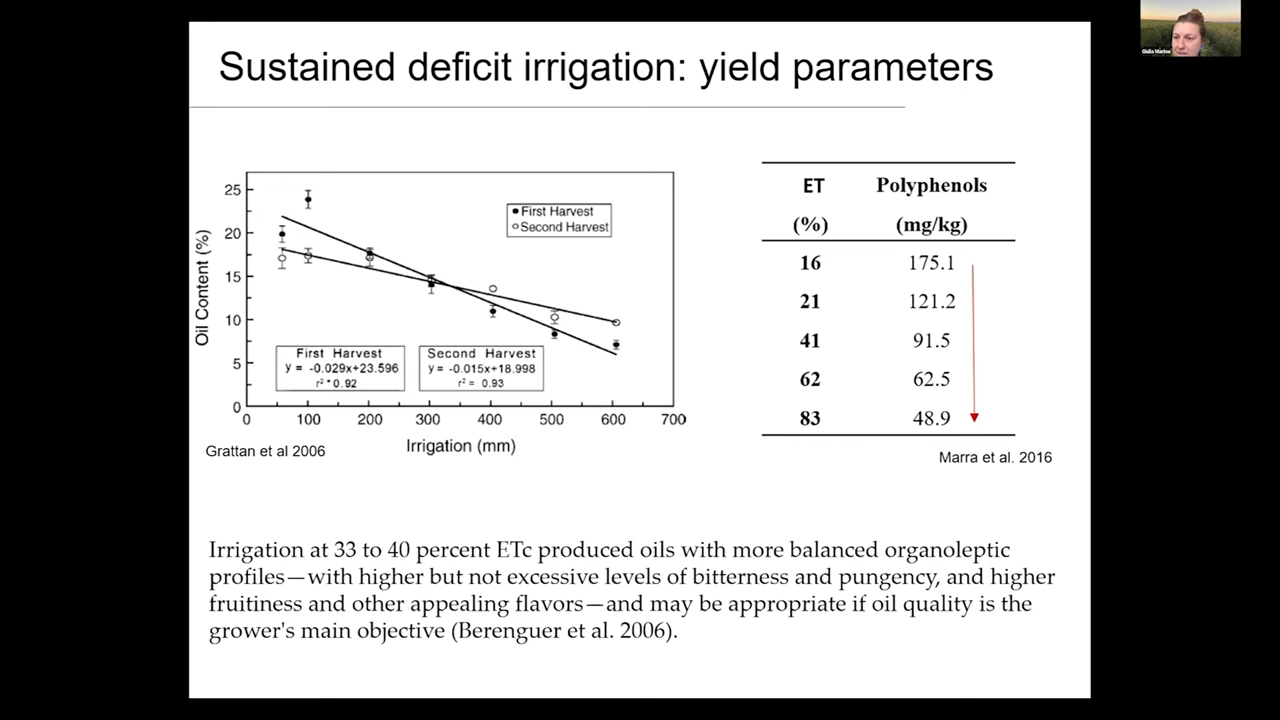 Sustained deficit irrigation: yield parameters
Giulia Marino
25
20
15
10
5
0
Oil Content (%)
First Harvest
Second Harvest
First Harvest
y = -0.029x+23.596
r² * 0.92
Second Harvest
y = -0.015x+18.998
r² = 0.93
0 100 200 300 400 500 600 700
Irrigation (mm)
Grattan et al 2006
ET Polyphenols
(%) (mg/kg)
16 175.1
21 121.2
41 91.5
62 62.5
83 48.9
Marra et al. 2016
Irrigation at 33 to 40 percent ETc produced oils with more balanced organoleptic
profiles—with higher but not excessive levels of bitterness and pungency, and higher
fruitiness and other appealing flavors—and may be appropriate if oil quality is the
grower's main objective (Berenguer et al. 2006).